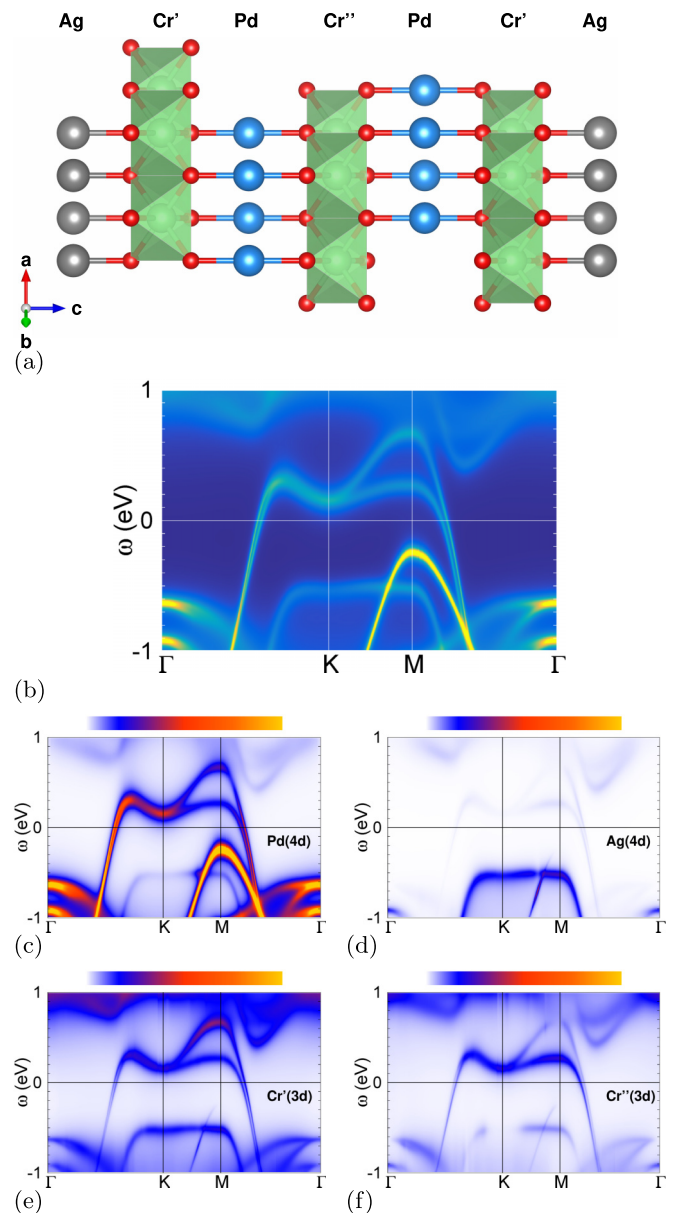 Ag Cr' Pd Cr'' Pd Cr' Ag
a
c
b
(a)
1
ω (eV)
0
-1
Γ K M Γ
(b)
1
ω (eV)
0
Pd(4d)
-1
Γ K M Γ
(c)
1
ω (eV)
0
Ag(4d)
-1
Γ K M Γ
(d)
1
ω (eV)
0
Cr'(3d)
-1
Γ K M Γ
(e)
1
ω (eV)
0
Cr''(3d)
-1
Γ K M Γ
(f)